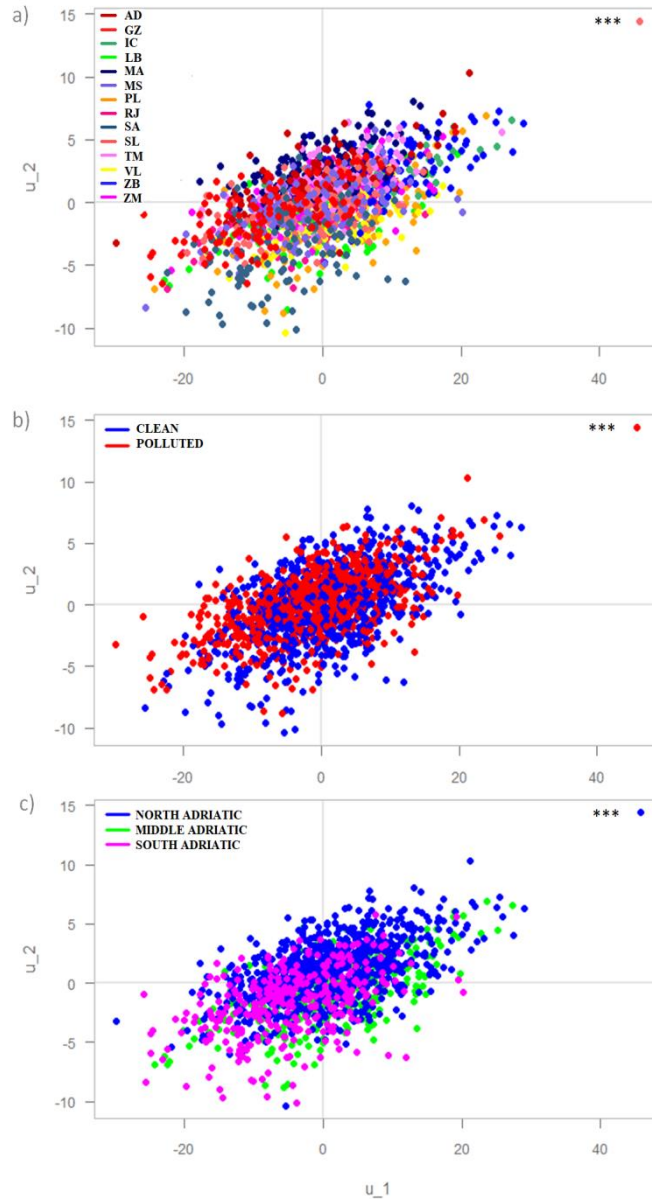 a)
AD
GZ
IC
LB
MA
MS
PL
RJ
SA
SL
TM
VL
ZB
ZM
***
15
10
5
0
-5
-10
u_2
-20
0
20
40
b)
CLEAN
POLLUTED
***
15
10
5
0
-5
-10
u_2
-20
0
20
40
c)
NORTH ADRIATIC
MIDDLE ADRIATIC
SOUTH ADRIATIC
***
15
10
5
0
-5
-10
u_2
-20
0
20
40
u_1